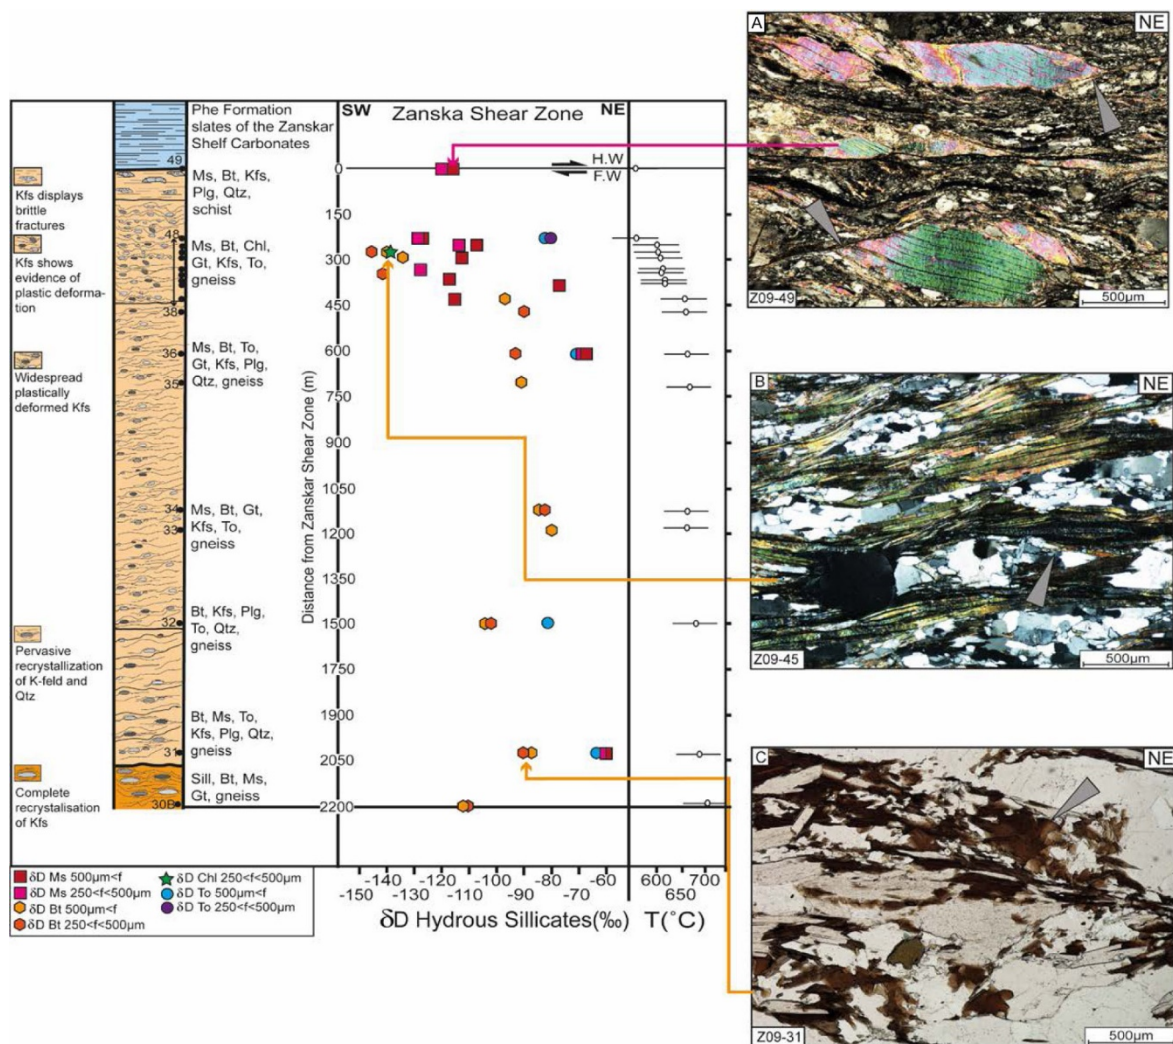 A
NE
Z09-49
500µm
SW
Zanska Shear Zone
NE
Phe Formation
slates of the Zanskar
Shelf Carbonates
49
H.W
F.W
Kfs displays
brittle
fractures
Ms, Bt, Kfs,
Plg, Qtz,
schist
48
Kfs shows
evidence of
plastic deforma-
tion
Ms, Bt, Chl,
Gt, Kfs, To,
gneiss
38
Widespread
plastically
deformed Kfs
36
35
Ms, Bt, To,
Gt, Kfs, Plg,
Qtz, gneiss
34
33
Ms, Bt, Gt,
Kfs, To,
gneiss
32
Bt, Kfs, Plg,
To, Qtz,
gneiss
Pervasive
recrystallization
of K-feld and
Qtz
31
Bt, Ms, To,
Kfs, Plg, Qtz,
gneiss
Complete
recrystalisation
of Kfs
30B
Sill, Bt, Ms,
Gt, gneiss
Distance from Zanskar Shear Zone (m)
0
150
300
450
600
750
900
1050
1200
1350
1500
1750
1900
2050
2200
-150 -130 -110 -90 -70 -60
δD Hydrous Sillicates(‰)
600 700
650
T(°C)
δD Ms 500µm<f
δD Ms 250<f<500µm
δD Bt 500µm<f
δD Bt 250<f<500µm
δD Chl 250<f<500µm
δD To 500µm<f
δD To 250<f<500µm
B
NE
Z09-45
500µm
C
NE
Z09-31
500µm